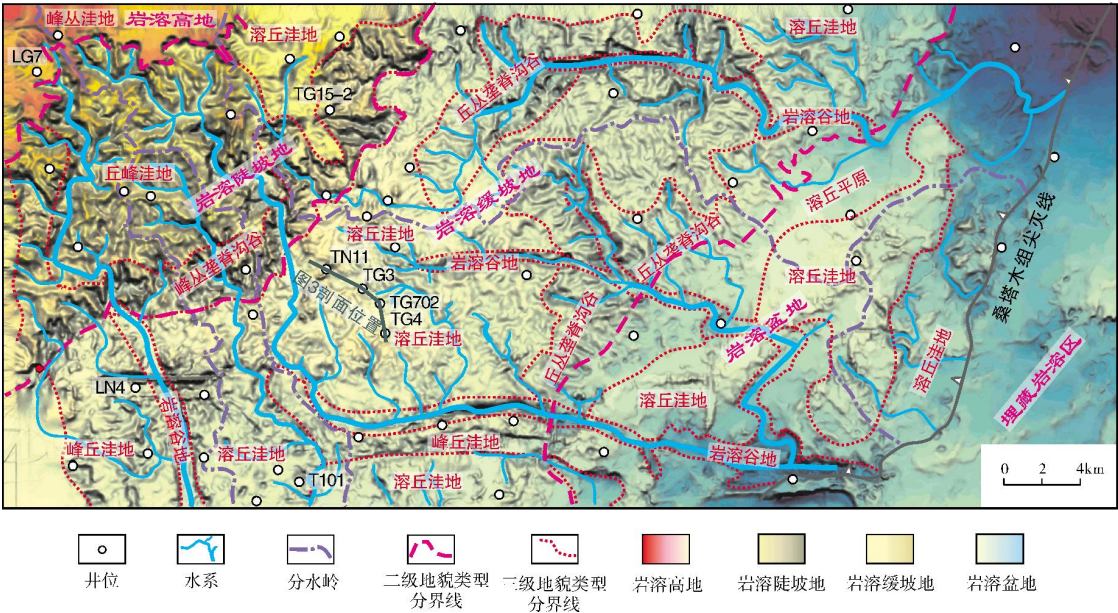 峰丛洼地
岩溶高地
溶丘洼地
溶丘洼地
LG7
丘丛垄脊沟谷
TG15-2
岩溶谷地
丘峰洼地
岩溶陡坡地
岩溶缓坡地
溶丘平原
桑塔木组尖灭线
溶丘洼地
峰丛垄脊沟谷
TN11
岩溶谷地
丘丛垄脊沟谷
溶丘洼地
TG3
图3剖面位置
TG702
TG4
溶丘洼地
丘丛垄脊沟谷
岩溶盆地
溶丘洼地
埋藏岩溶区
LN4
岩溶谷地
溶丘洼地
峰丘洼地
溶丘洼地
峰丘洼地
岩溶谷地
T101
溶丘洼地
0 2 4km
井位
水系
分水岭
二级地貌类型
分界线
三级地貌类型
分界线
岩溶高地
岩溶陡坡地
岩溶缓坡地
岩溶盆地